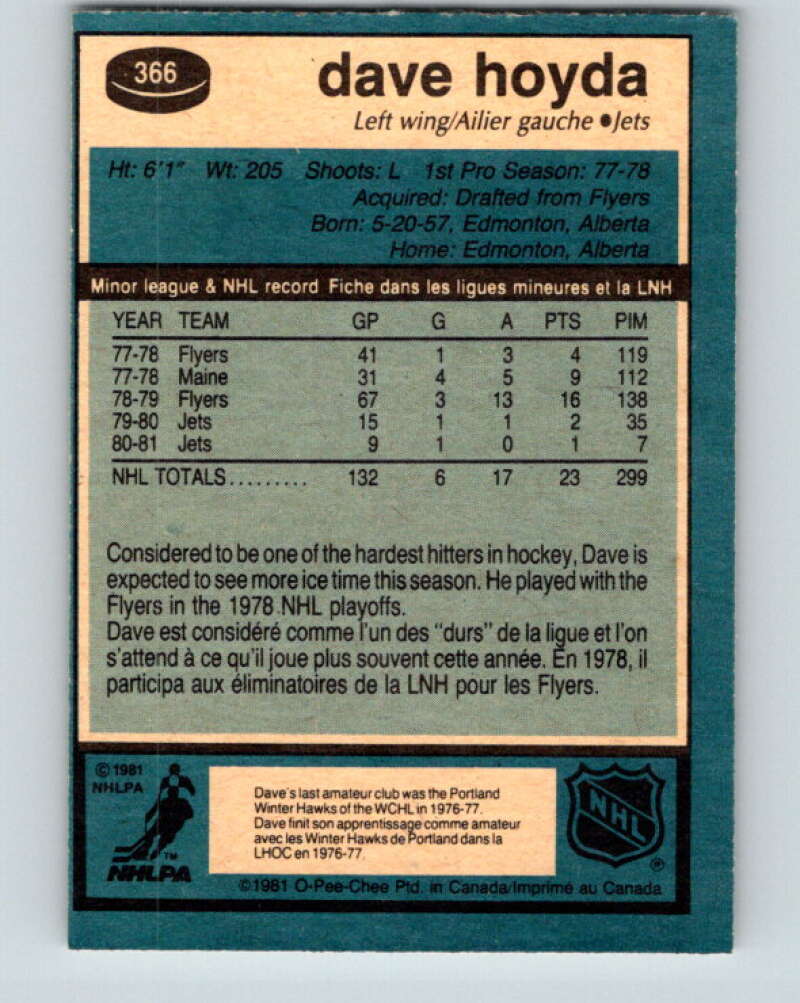 366
dave hoyda
Left wing/Ailier gauche ● Jets
Ht: 6'1" Wt: 205 Shoots: L 1st Pro Season: 77-78
Acquired: Drafted from Flyers
Born: 5-20-57, Edmonton, Alberta
Home: Edmonton, Alberta
Minor league & NHL record Fiche dans les ligues mineures et la LNH
YEAR TEAM GP G A PTS PIM
77-78 Flyers 41 1 3 4 119
77-78 Maine 31 4 5 9 112
78-79 Flyers 67 3 13 16 138
79-80 Jets 15 1 1 2 35
80-81 Jets 9 1 0 1 7
NHL TOTALS......... 132 6 17 23 299
Considered to be one of the hardest hitters in hockey, Dave is
expected to see more ice time this season. He played with the
Flyers in the 1978 NHL playoffs.
Dave est considéré comme l'un des "durs" de la ligue et l'on
s'attend à ce qu'il joue plus souvent cette année. En 1978, il
participa aux éliminatoires de la LNH pour les Flyers.
© 1981
NHLPA
TM
NHLPA
Dave's last amateur club was the Portland
Winter Hawks of the WCHL in 1976-77.
Dave finit son apprentissage comme amateur
avec les Winter Hawks de Portland dans la
LHOC en 1976-77.
NHL
®
©1981 O-Pee-Chee Ptd. in Canada/Imprimé au Canada